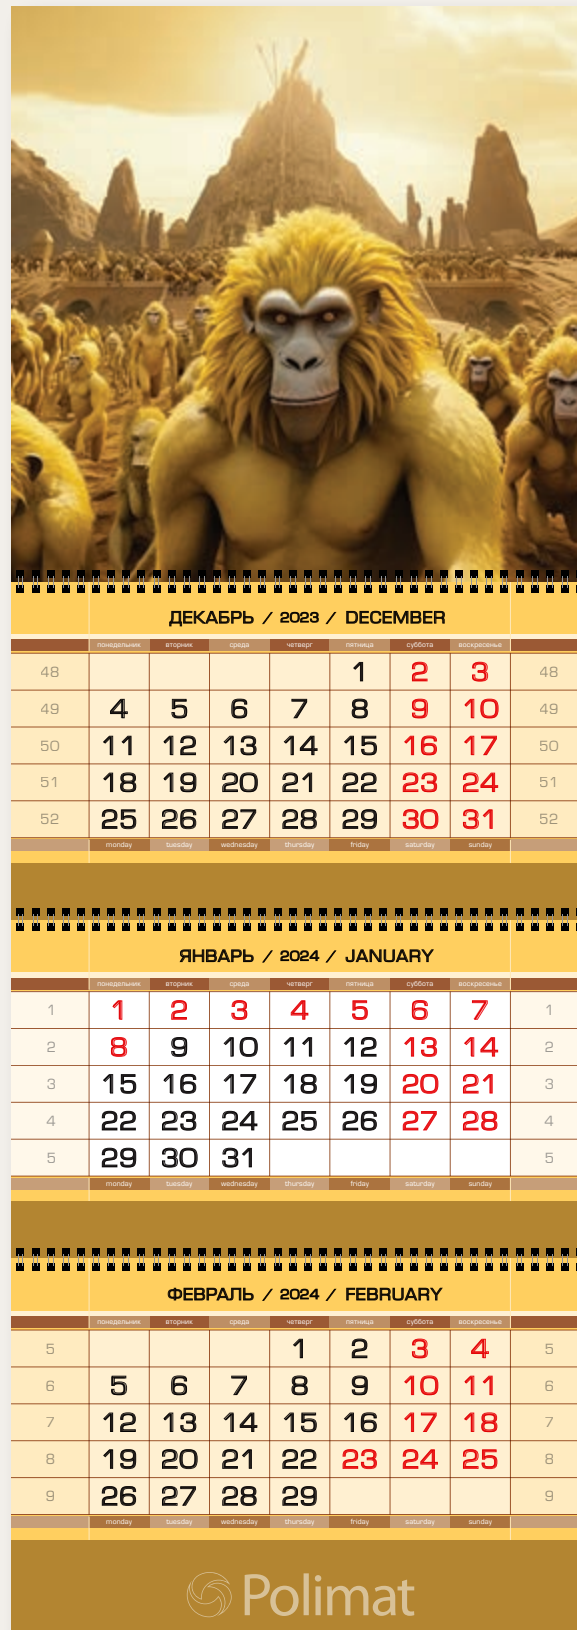 ДЕКАБРЬ / 2023 / DECEMBER
понедельник вторник среда четверг пятница суббота воскресенье
48 1 2 3 48
49 4 5 6 7 8 9 10 49
50 11 12 13 14 15 16 17 50
51 18 19 20 21 22 23 24 51
52 25 26 27 28 29 30 31 52
monday tuesday wednesday thursday friday saturday sunday
ЯНВАРЬ / 2024 / JANUARY
понедельник вторник среда четверг пятница суббота воскресенье
1 1 2 3 4 5 6 7 1
2 8 9 10 11 12 13 14 2
3 15 16 17 18 19 20 21 3
4 22 23 24 25 26 27 28 4
5 29 30 31 5
monday tuesday wednesday thursday friday saturday sunday
ФЕВРАЛЬ / 2024 / FEBRUARY
понедельник вторник среда четверг пятница суббота воскресенье
5 1 2 3 4 5
6 5 6 7 8 9 10 11 6
7 12 13 14 15 16 17 18 7
8 19 20 21 22 23 24 25 8
9 26 27 28 29 9
monday tuesday wednesday thursday friday saturday sunday
Polimat